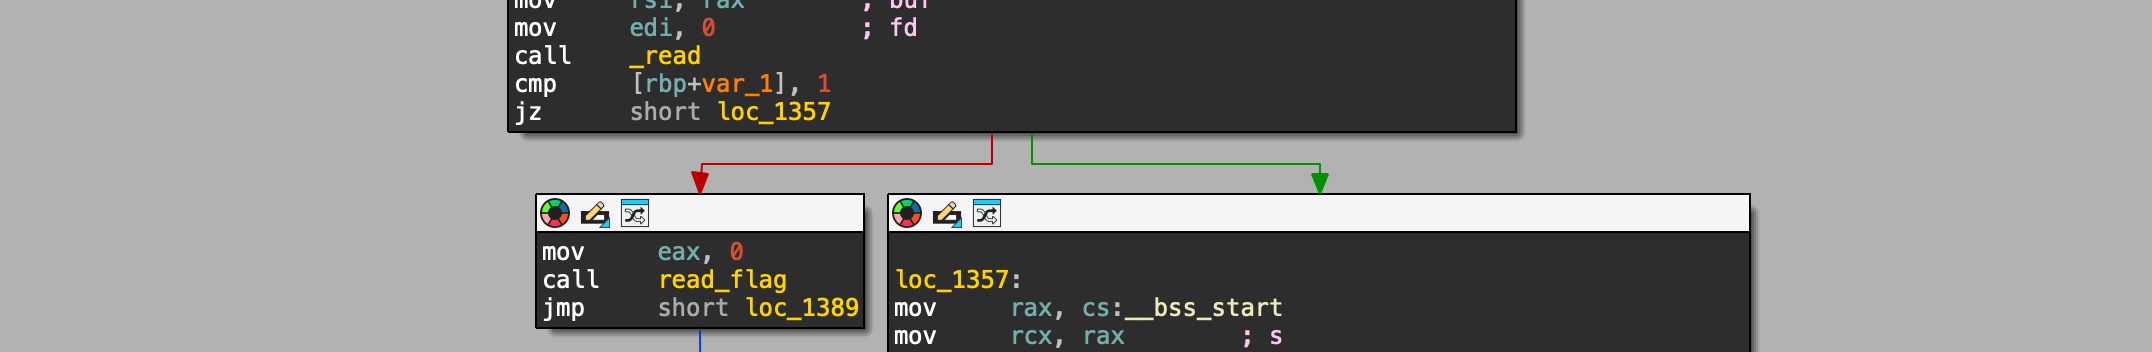 mov rsi, rax ; buf
mov edi, 0 ; fd
call _read
cmp [rbp+var_1], 1
jz short loc_1357
mov eax, 0
call read_flag
jmp short loc_1389
loc_1357:
mov rax, cs:__bss_start
mov rcx, rax ; s